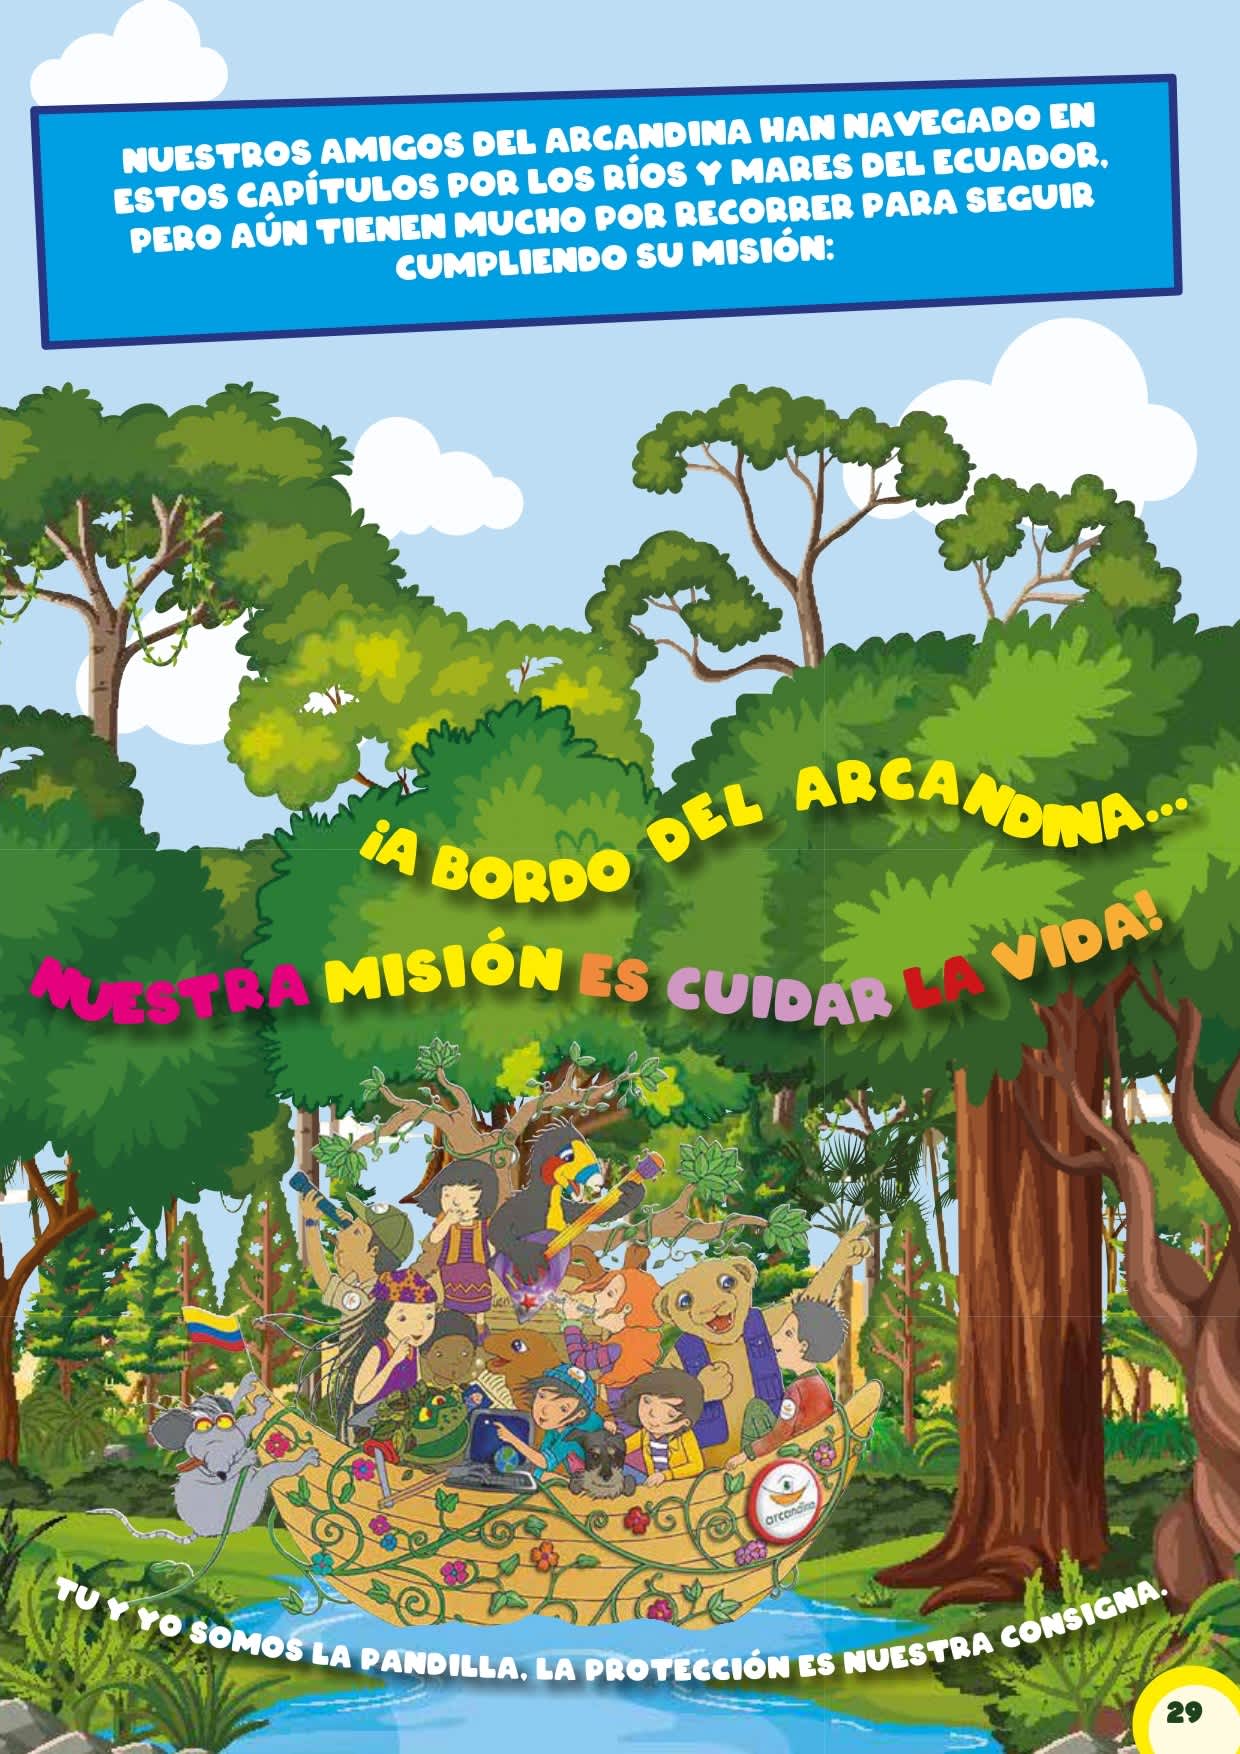 NUESTROS AMIGOS DEL ARCANDINA HAN NAVEGADO EN
ESTOS CAPÍTULOS POR LOS RÍOS Y MARES DEL ECUADOR,
PERO AÚN TIENEN MUCHO POR RECORRER PARA SEGUIR
CUMPLIENDO SU MISIÓN:
¡A BORDO DEL ARCANDINA...
NUESTRA MISIÓN ES CUIDAR LA VIDA!
arcandina
TU Y YO SOMOS LA PANDILLA, LA PROTECCIÓN ES NUESTRA CONSIGNA.
29